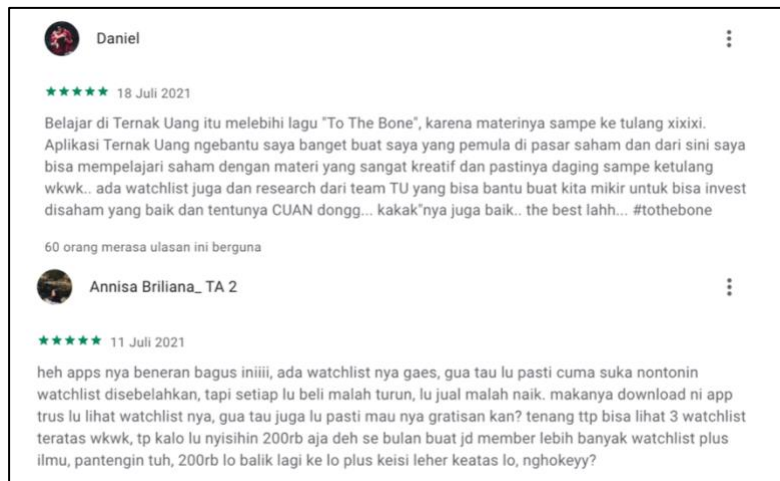 Daniel
18 Juli 2021
Belajar di Ternak Uang itu melebihi lagu "To The Bone", karena materinya sampe ke tulang xixixi.
Aplikasi Ternak Uang ngebantu saya banget buat saya yang pemula di pasar saham dan dari sini saya
bisa mempelajari saham dengan materi yang sangat kreatif dan pastinya daging sampe ketulang
wkwk.. ada watchlist juga dan research dari team TU yang bisa bantu buat kita mikir untuk bisa invest
disaham yang baik dan tentunya CUAN dongg... kakak"nya juga baik.. the best lahh... #tothebone
60 orang merasa ulasan ini berguna
Annisa Briliana_ TA 2
11 Juli 2021
heh apps nya beneran bagus iniiii, ada watchlist nya gaes, gua tau lu pasti cuma suka nontonin
watchlist disebelahkan, tapi setiap lu beli malah turun, lu jual malah naik. makanya download ni app
trus lu lihat watchlist nya, gua tau juga lu pasti mau nya gratisan kan? tenang ttp bisa lihat 3 watchlist
teratas wkwk, tp kalo lu nyisihin 200rb aja deh se bulan buat jd member lebih banyak watchlist plus
ilmu, pantengin tuh, 200rb lo balik lagi ke lo plus keisi leher keatas lo, nghokeyy?